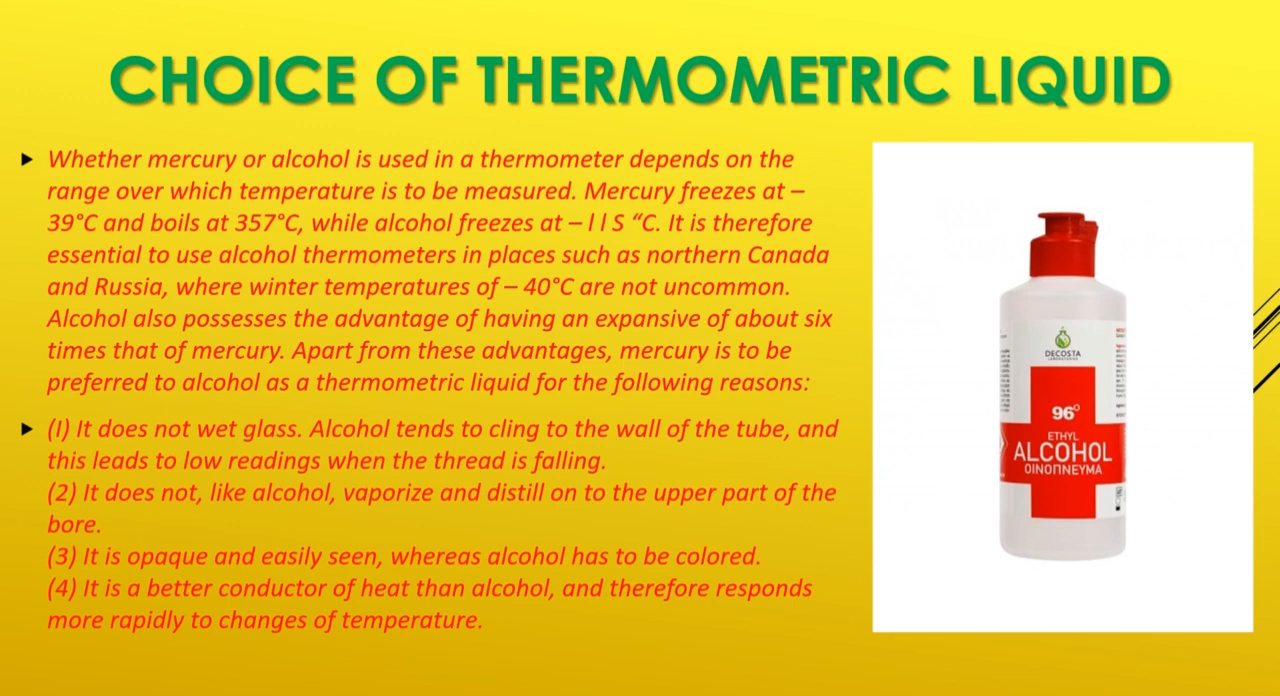 CHOICE OF THERMOMETRIC LIQUID
Whether mercury or alcohol is used in a thermometer depends on the
range over which temperature is to be measured. Mercury freezes at –
39°C and boils at 357°C, while alcohol freezes at – l l S “C. It is therefore
essential to use alcohol thermometers in places such as northern Canada
and Russia, where winter temperatures of – 40°C are not uncommon.
Alcohol also possesses the advantage of having an expansive of about six
times that of mercury. Apart from these advantages, mercury is to be
preferred to alcohol as a thermometric liquid for the following reasons:
(I) It does not wet glass. Alcohol tends to cling to the wall of the tube, and
this leads to low readings when the thread is falling.
(2) It does not, like alcohol, vaporize and distill on to the upper part of the
bore.
(3) It is opaque and easily seen, whereas alcohol has to be colored.
(4) It is a better conductor of heat than alcohol, and therefore responds
more rapidly to changes of temperature.
DECOSTA
LABORATORIES
96°
ETHYL
ALCOHOL
ΟΙΝΟΠΝΕΥΜΑ